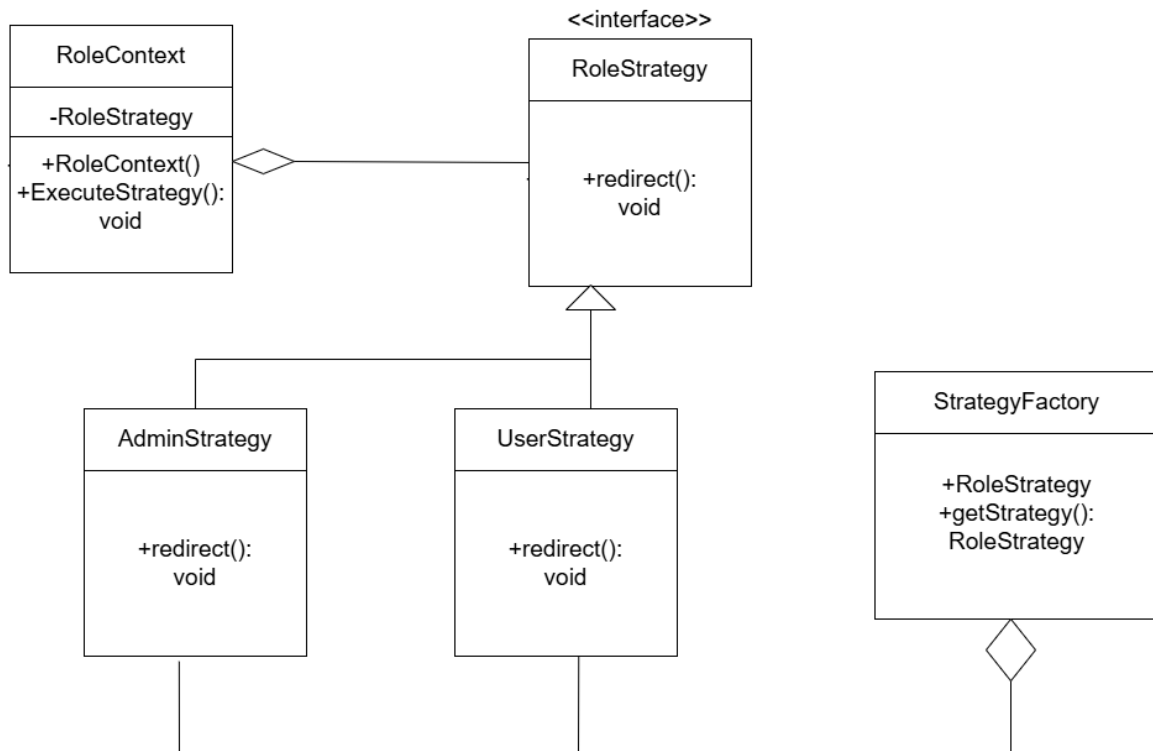 RoleContext
-RoleStrategy
+RoleContext()
+ExecuteStrategy():
void
<<interface>>
RoleStrategy
+redirect():
void
AdminStrategy
+redirect():
void
UserStrategy
+redirect():
void
StrategyFactory
+RoleStrategy
+getStrategy():
RoleStrategy